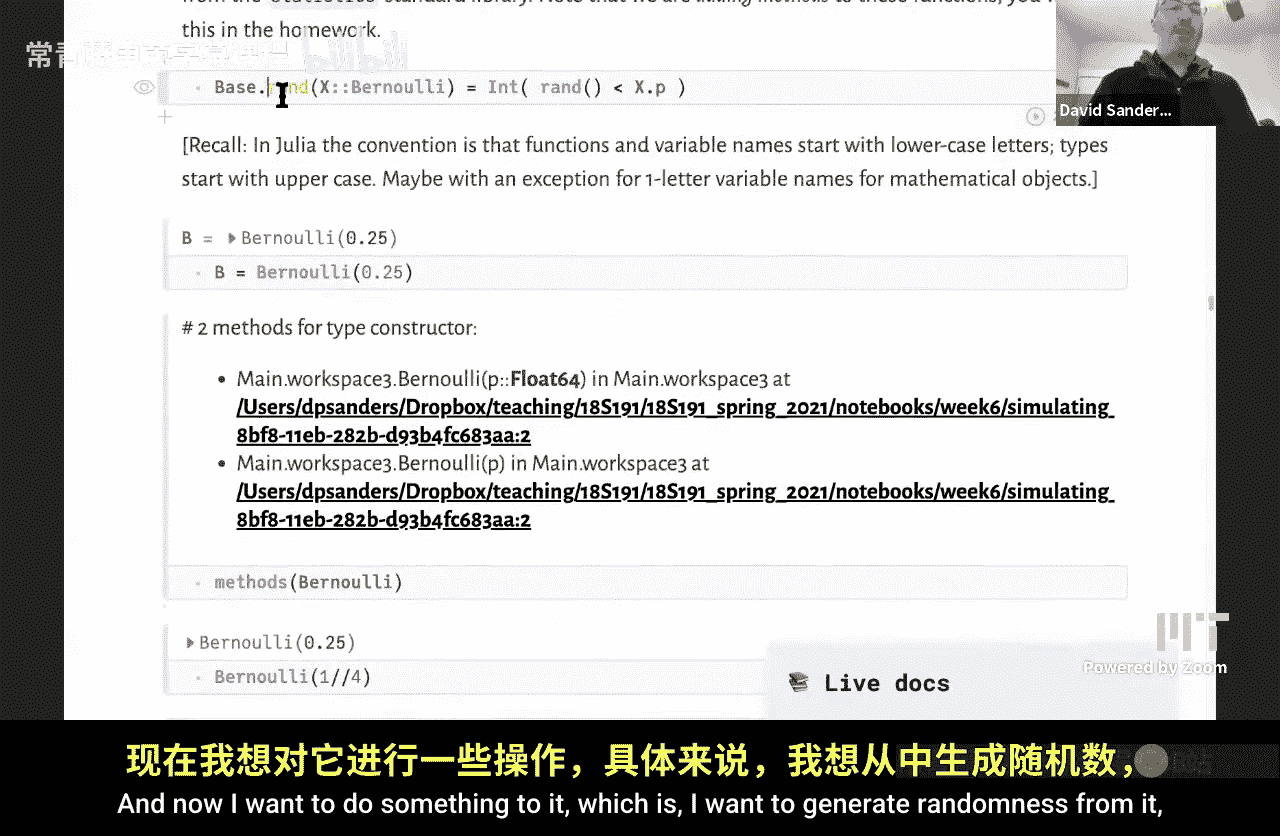 this in the homework.
Base.rand(X::Bernoulli) = Int( rand() < X.p )
David Sander...
[Recall: In Julia the convention is that functions and variable names start with lower-case letters; types
start with upper case. Maybe with an exception for 1-letter variable names for mathematical objects.]
B = Bernoulli(0.25)
B = Bernoulli(0.25)
# 2 methods for type constructor:
Main.workspace3.Bernoulli(p::Float64) in Main.workspace3 at
/Users/dpsanders/Dropbox/teaching/18S191/18S191_spring_2021/notebooks/week6/simulating_
8bf8-11eb-282b-d93b4fc683aa:2
Main.workspace3.Bernoulli(p) in Main.workspace3 at
/Users/dpsanders/Dropbox/teaching/18S191/18S191_spring_2021/notebooks/week6/simulating_
8bf8-11eb-282b-d93b4fc683aa:2
methods(Bernoulli)
Bernoulli(0.25)
Bernoulli(1//4)
Live docs
Powered by Zoom
现在我想对它进行一些操作，具体来说，我想从中生成随机数，
And now I want to do something to it, which is, I want to generate randomness from it,